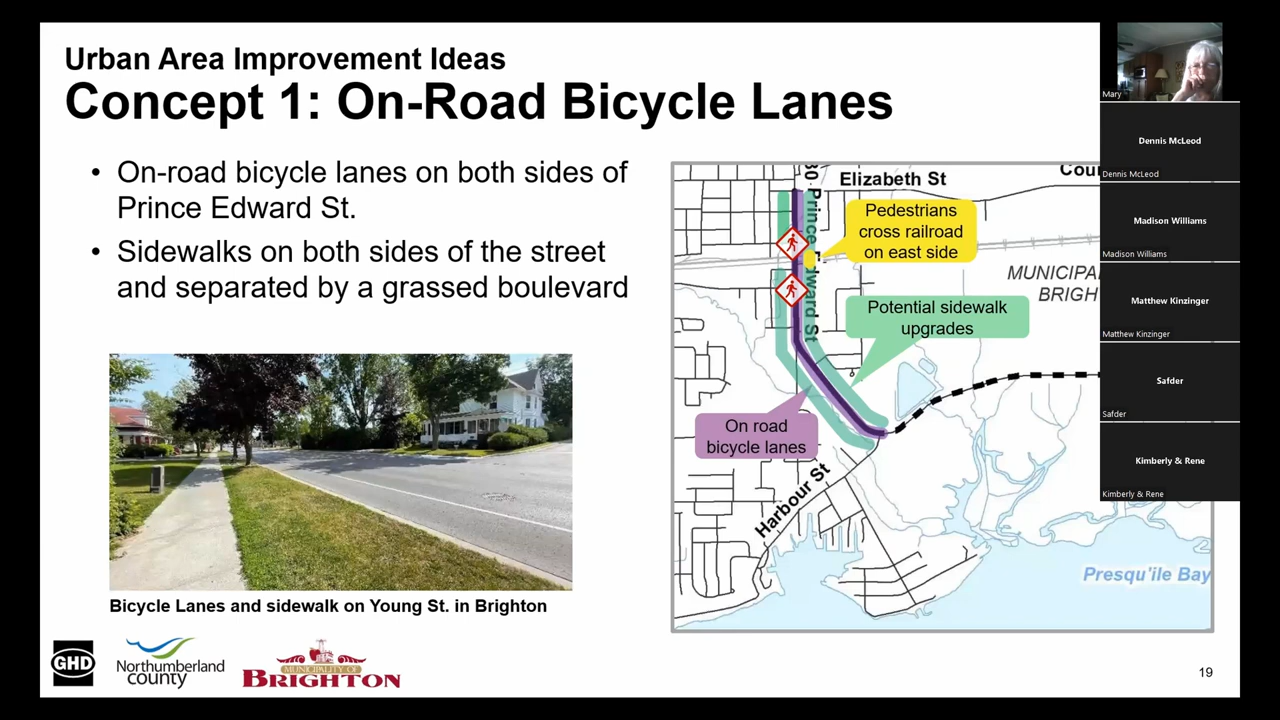 Urban Area Improvement Ideas
Concept 1: On-Road Bicycle Lanes
• On-road bicycle lanes on both sides of
Prince Edward St.
• Sidewalks on both sides of the street
and separated by a grassed boulevard
Bicycle Lanes and sidewalk on Young St. in Brighton
GHD
Northumberland
county
MUNICIPALITY OF
BRIGHTON
Elizabeth St
Cou
30
Prince Edward St
Pedestrians
cross railroad
on east side
MUNICIPA
BRIGH
Potential sidewalk
upgrades
On road
bicycle lanes
Harbour St
Presqu'ile Bay
19
Mary
Dennis McLeod
Dennis McLeod
Madison Williams
Madison Williams
Matthew Kinzinger
Matthew Kinzinger
Safder
Safder
Kimberly & Rene
Kimberly & Rene